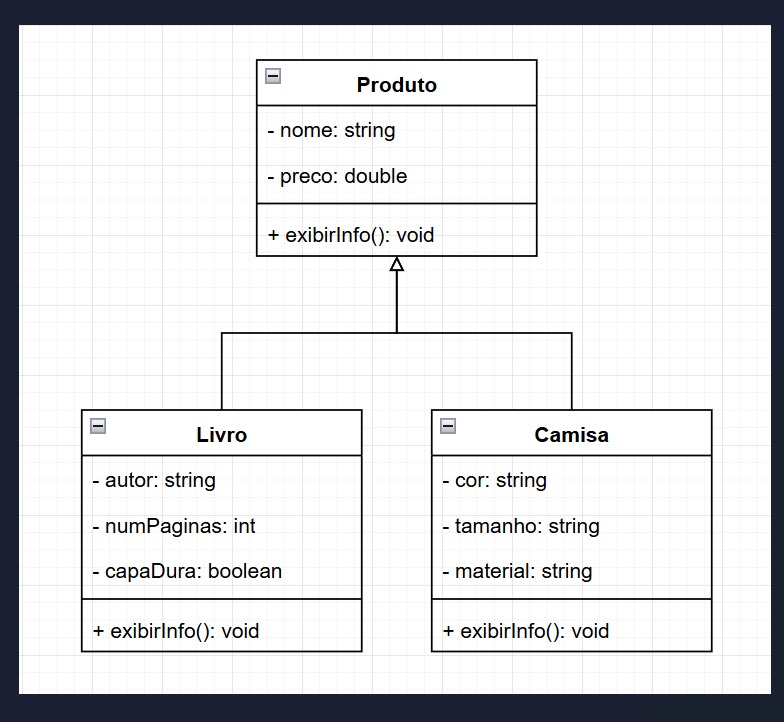 Produto
- nome: string
- preco: double
+ exibirInfo(): void
Livro
- autor: string
- numPaginas: int
- capaDura: boolean
+ exibirInfo(): void
Camisa
- cor: string
- tamanho: string
- material: string
+ exibirInfo(): void